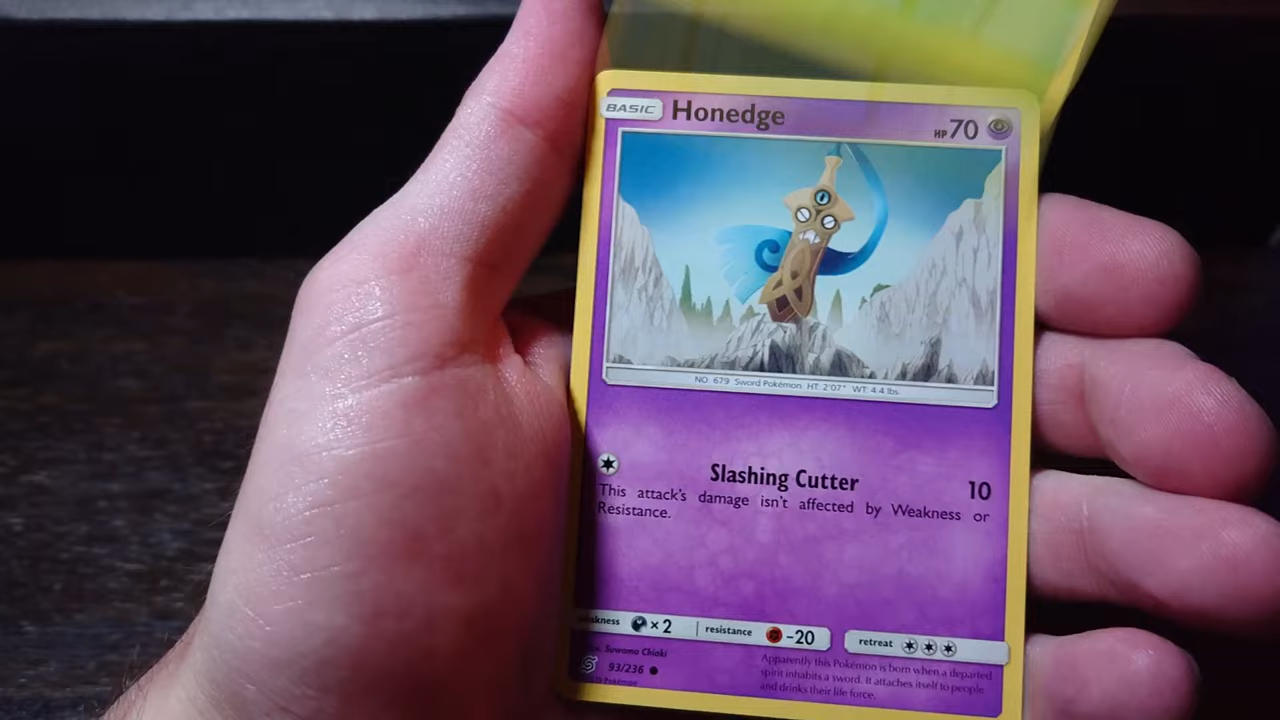 BASIC Honedge HP 70
NO. 679 Sword Pokémon HT: 2'07" WT: 4.4 lbs.
Slashing Cutter 10
This attack's damage isn't affected by Weakness or
Resistance.
weakness ×2 resistance -20 retreat
Suwama Chiaki
93/236
Pokémon
Apparently this Pokémon is born when a departed
spirit inhabits a sword. It attaches itself to people
and drinks their life force.